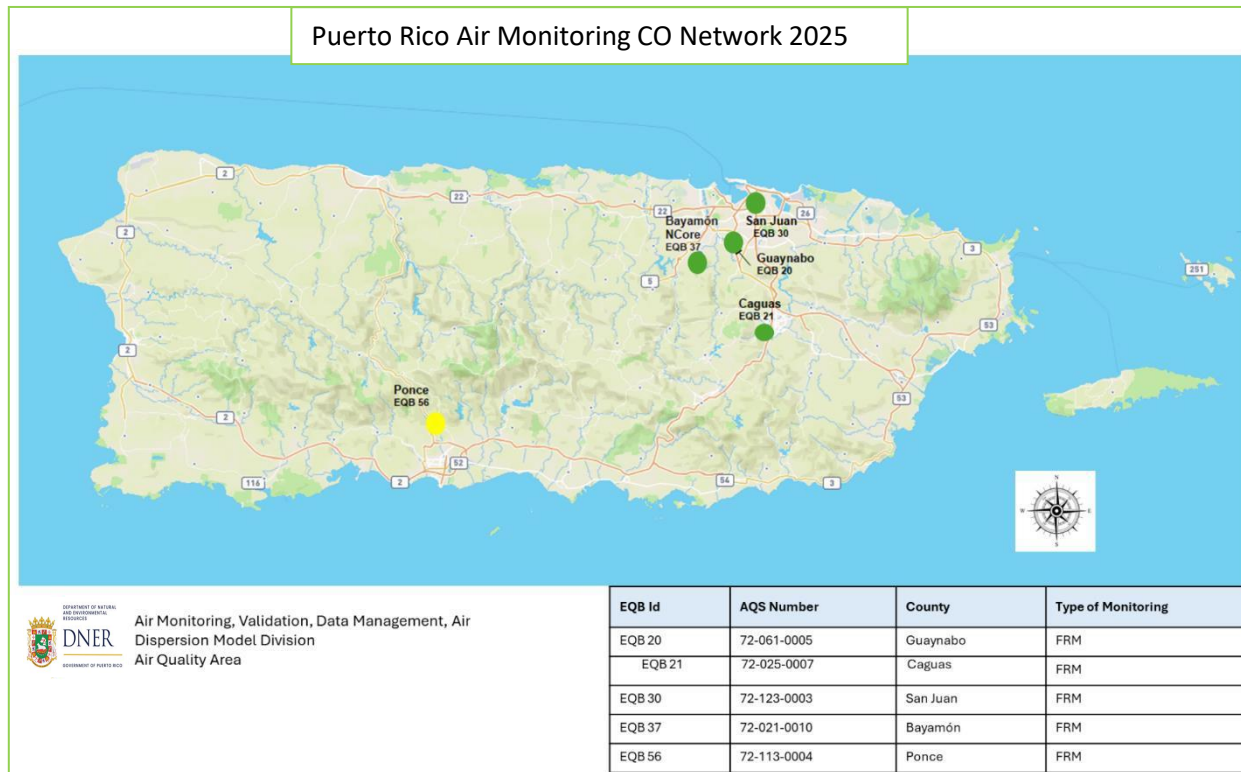 Puerto Rico Air Monitoring CO Network 2025
2
22
22
26
2
3
251
5
2
53
53
2
52
116
2
54
3
Bayamón
NCore
EQB 37
San Juan
EQB 30
Guaynabo
EQB 20
Caguas
EQB 21
Ponce
EQB 56
N
W E
S
DEPARTMENT OF NATURAL
AND ENVIRONMENTAL
RESOURCES
DNER
GOVERNMENT OF PUERTO RICO
Air Monitoring, Validation, Data Management, Air
Dispersion Model Division
Air Quality Area
EQB Id AQS Number County Type of Monitoring
EQB 20 72-061-0005 Guaynabo FRM
EQB 21 72-025-0007 Caguas FRM
EQB 30 72-123-0003 San Juan FRM
EQB 37 72-021-0010 Bayamón FRM
EQB 56 72-113-0004 Ponce FRM